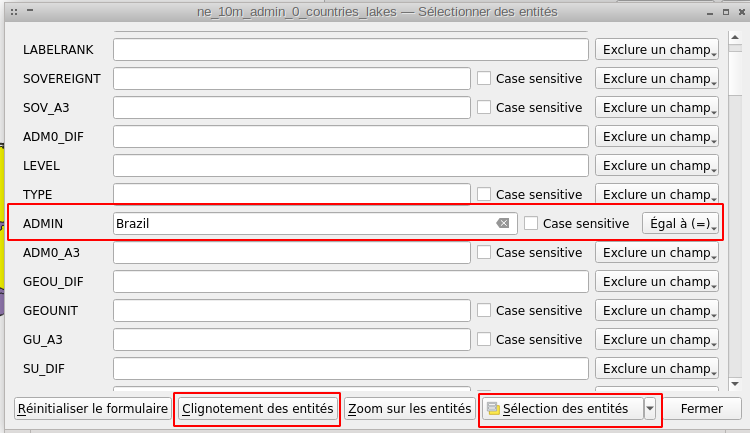 ne_10m_admin_0_countries_lakes — Sélectionner des entités
LABELRANK Exclure un champ
SOVEREIGNT Case sensitive Exclure un champ
SOV_A3 Case sensitive Exclure un champ
ADM0_DIF Exclure un champ
LEVEL Exclure un champ
TYPE Case sensitive Exclure un champ
ADMIN Brazil Case sensitive Égal à (=)
ADM0_A3 Case sensitive Exclure un champ
GEOU_DIF Exclure un champ
GEOUNIT Case sensitive Exclure un champ
GU_A3 Case sensitive Exclure un champ
SU_DIF Exclure un champ
Réinitialiser le formulaire Clignotement des entités Zoom sur les entités Sélection des entités Fermer